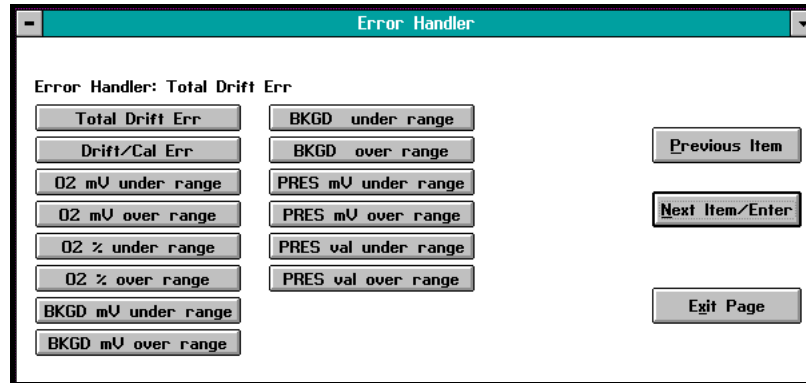 Error Handler
Error Handler: Total Drift Err
Total Drift Err
Drift/Cal Err
O2 mV under range
O2 mV over range
O2 % under range
O2 % over range
BKGD mV under range
BKGD mV over range
BKGD under range
BKGD over range
PRES mV under range
PRES mV over range
PRES val under range
PRES val over range
Previous Item
Next Item/Enter
Exit Page